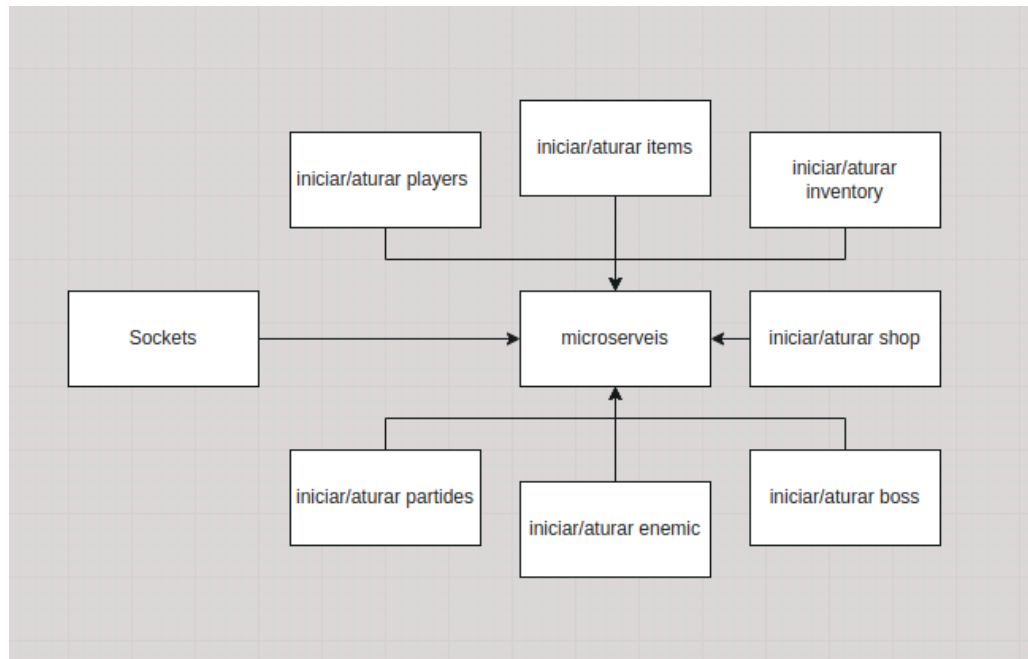 iniciar/aturar players
iniciar/aturar items
iniciar/aturar
inventory
Sockets
microserveis
iniciar/aturar shop
iniciar/aturar partides
iniciar/aturar enemic
iniciar/aturar boss